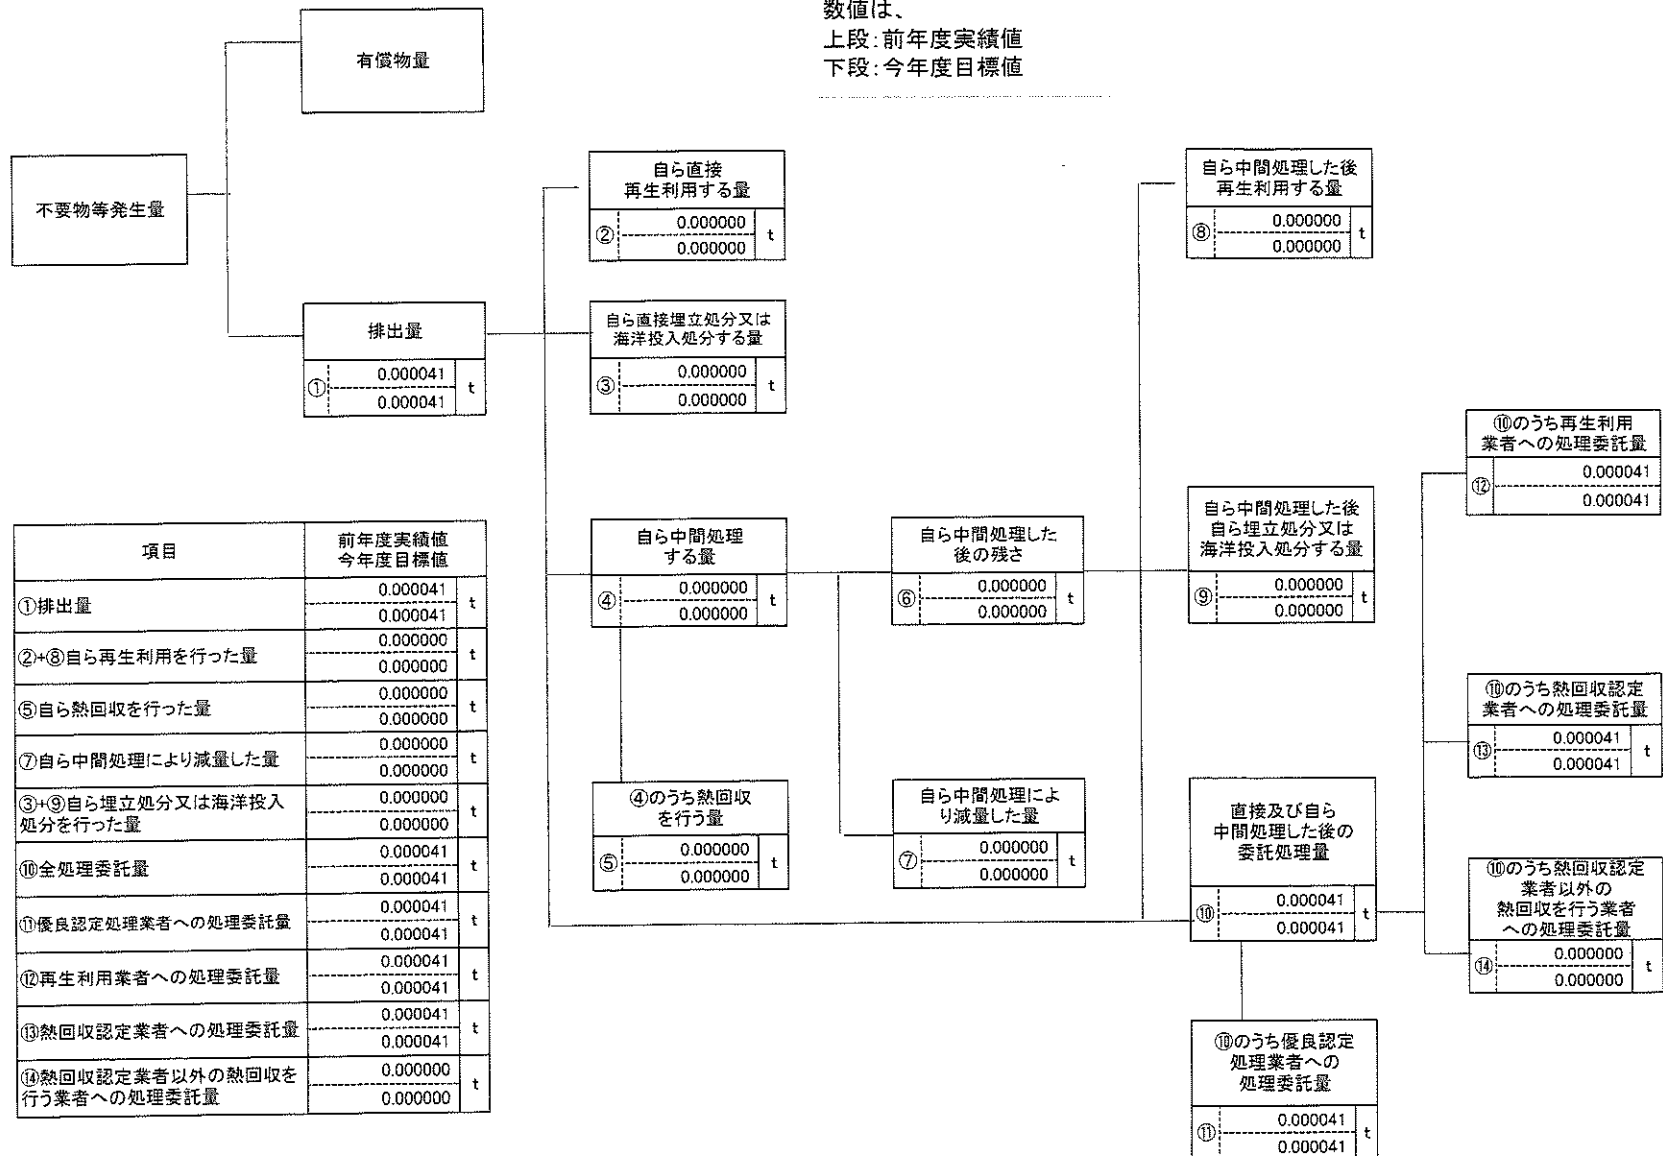 数値は、
上段:前年度実績値
下段:今年度目標値
有償物量
不要物等発生量
排出量
① 0.000041 t
0.000041
自ら直接
再生利用する量
② 0.000000 t
0.000000
自ら直接埋立処分又は
海洋投入処分する量
③ 0.000000 t
0.000000
自ら中間処理
する量
④ 0.000000 t
0.000000
④のうち熱回収
を行う量
⑤ 0.000000 t
0.000000
自ら中間処理した
後の残さ
⑥ 0.000000 t
0.000000
自ら中間処理によ
り減量した量
⑦ 0.000000 t
0.000000
自ら中間処理した後
再生利用する量
⑧ 0.000000 t
0.000000
自ら中間処理した後
自ら埋立処分又は
海洋投入処分する量
⑨ 0.000000 t
0.000000
直接及び自ら
中間処理した後の
委託処理量
⑩ 0.000041 t
0.000041
⑩のうち優良認定
処理業者への
処理委託量
⑪ 0.000041 t
0.000041
⑩のうち再生利用
業者への処理委託量
⑫ 0.000041
0.000041
⑩のうち熱回収認定
業者への処理委託量
⑬ 0.000041 t
0.000041
⑩のうち熱回収認定
業者以外の
熱回収を行う業者
への処理委託量
⑭ 0.000000 t
0.000000
項目 前年度実績値
今年度目標値
①排出量 0.000041 t
0.000041
②+⑧自ら再生利用を行った量 0.000000 t
0.000000
⑤自ら熱回収を行った量 0.000000 t
0.000000
⑦自ら中間処理により減量した量 0.000000 t
0.000000
③+⑨自ら埋立処分又は海洋投入 0.000000 t
処分を行った量 0.000000
⑩全処理委託量 0.000041 t
0.000041
⑪優良認定処理業者への処理委託量 0.000041 t
0.000041
⑫再生利用業者への処理委託量 0.000041 t
0.000041
⑬熱回収認定業者への処理委託量 0.000041 t
0.000041
⑭熱回収認定業者以外の熱回収を 0.000000 t
行う業者への処理委託量 0.000000